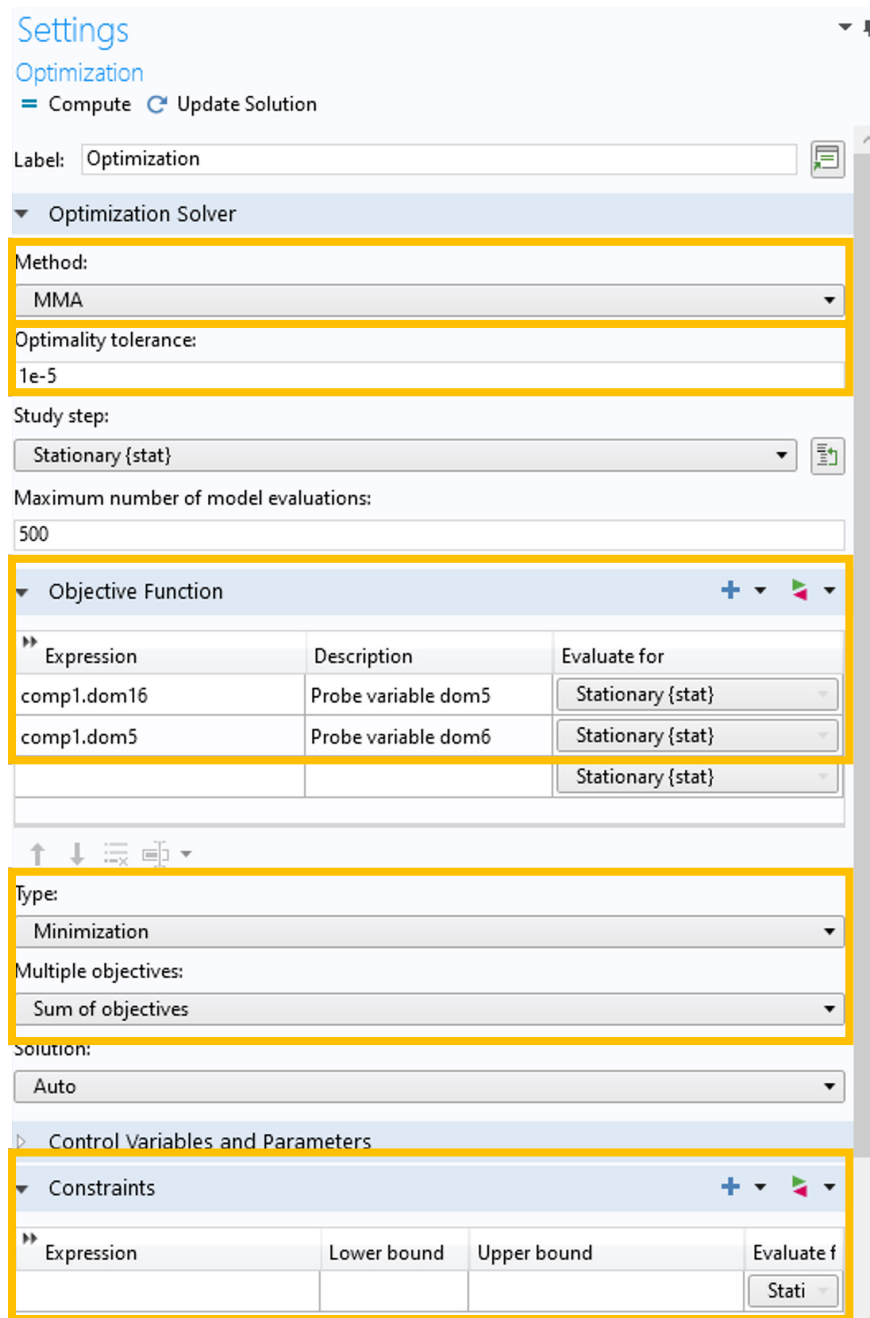 Settings
Optimization
= Compute Update Solution
Label: Optimization
Optimization Solver
Method:
MMA
Optimality tolerance:
1e-5
Study step:
Stationary {stat}
Maximum number of model evaluations:
500
Objective Function
Expression Description Evaluate for
comp1.dom16 Probe variable dom5 Stationary {stat}
comp1.dom5 Probe variable dom6 Stationary {stat}
Stationary {stat}
Type:
Minimization
Multiple objectives:
Sum of objectives
Solution:
Auto
Control Variables and Parameters
Constraints
Expression Lower bound Upper bound Evaluate f
Stati